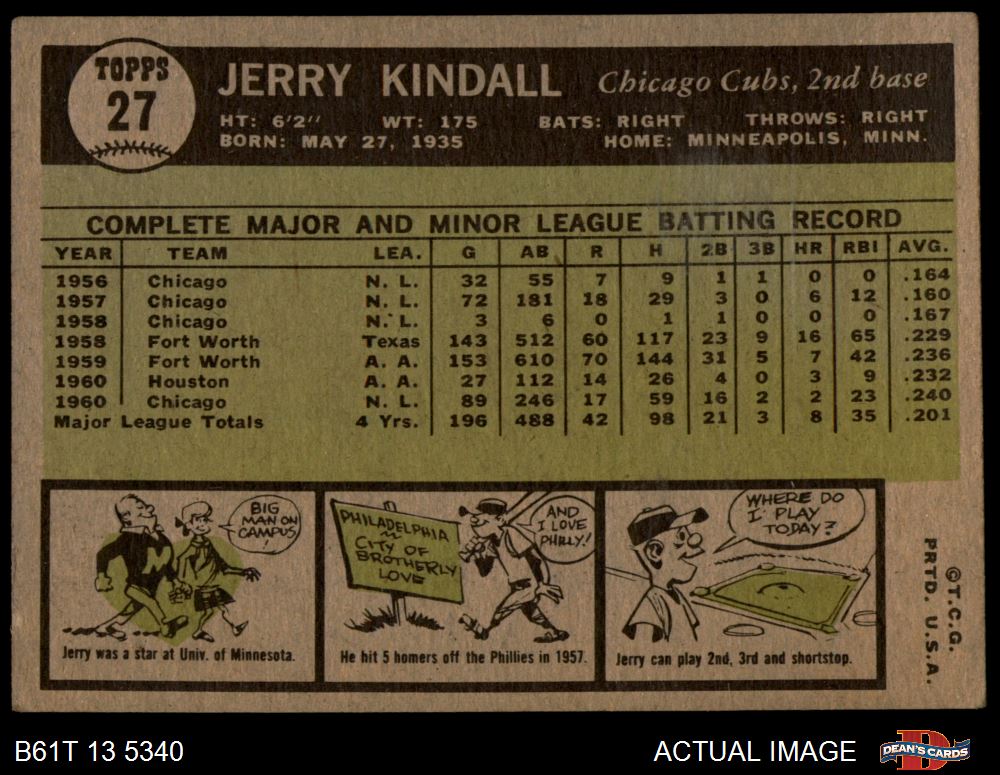 TOPPS
27
JERRY KINDALL Chicago Cubs, 2nd base
HT: 6'2'' WT: 175 BATS: RIGHT THROWS: RIGHT
BORN: MAY 27, 1935 HOME: MINNEAPOLIS, MINN.
COMPLETE MAJOR AND MINOR LEAGUE BATTING RECORD
YEAR TEAM LEA. G AB R H 2B 3B HR RBI AVG.
1956 Chicago N. L. 32 55 7 9 1 1 0 0 .164
1957 Chicago N. L. 72 181 18 29 3 0 6 12 .160
1958 Chicago N. L. 3 6 0 1 1 0 0 0 .167
1958 Fort Worth Texas 143 512 60 117 23 9 16 65 .229
1959 Fort Worth A. A. 153 610 70 144 31 5 7 42 .236
1960 Houston A. A. 27 112 14 26 4 0 3 9 .232
1960 Chicago N. L. 89 246 17 59 16 2 2 23 .240
Major League Totals 4 Yrs. 196 488 42 98 21 3 8 35 .201
BIG
MAN ON
CAMPUS!
M
Jerry was a star at Univ. of Minnesota.
PHILADELPHIA
CITY OF
BROTHERLY
LOVE
AND
I LOVE
PHILLY!
He hit 5 homers off the Phillies in 1957.
WHERE DO
I PLAY
TODAY?
Jerry can play 2nd, 3rd and shortstop.
©T.C.G.
PRTD. U.S.A.
B61T 13 5340
ACTUAL IMAGE
DEAN'S CARDS